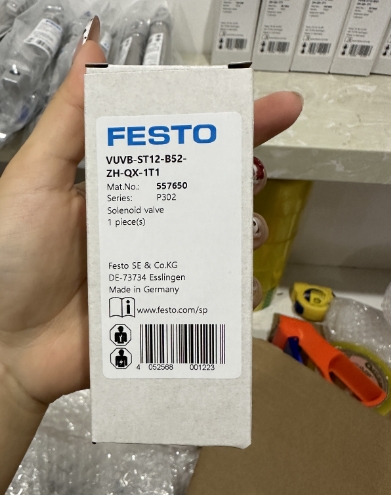 FESTO
VUVB-ST12-B52-
ZH-QX-1T1
Mat.No.: 557650
Series: P302
Solenoid valve
1 piece(s)
Festo SE & Co.KG
DE-73734 Esslingen
Made in Germany
www.festo.com/sp
4 052568 001223